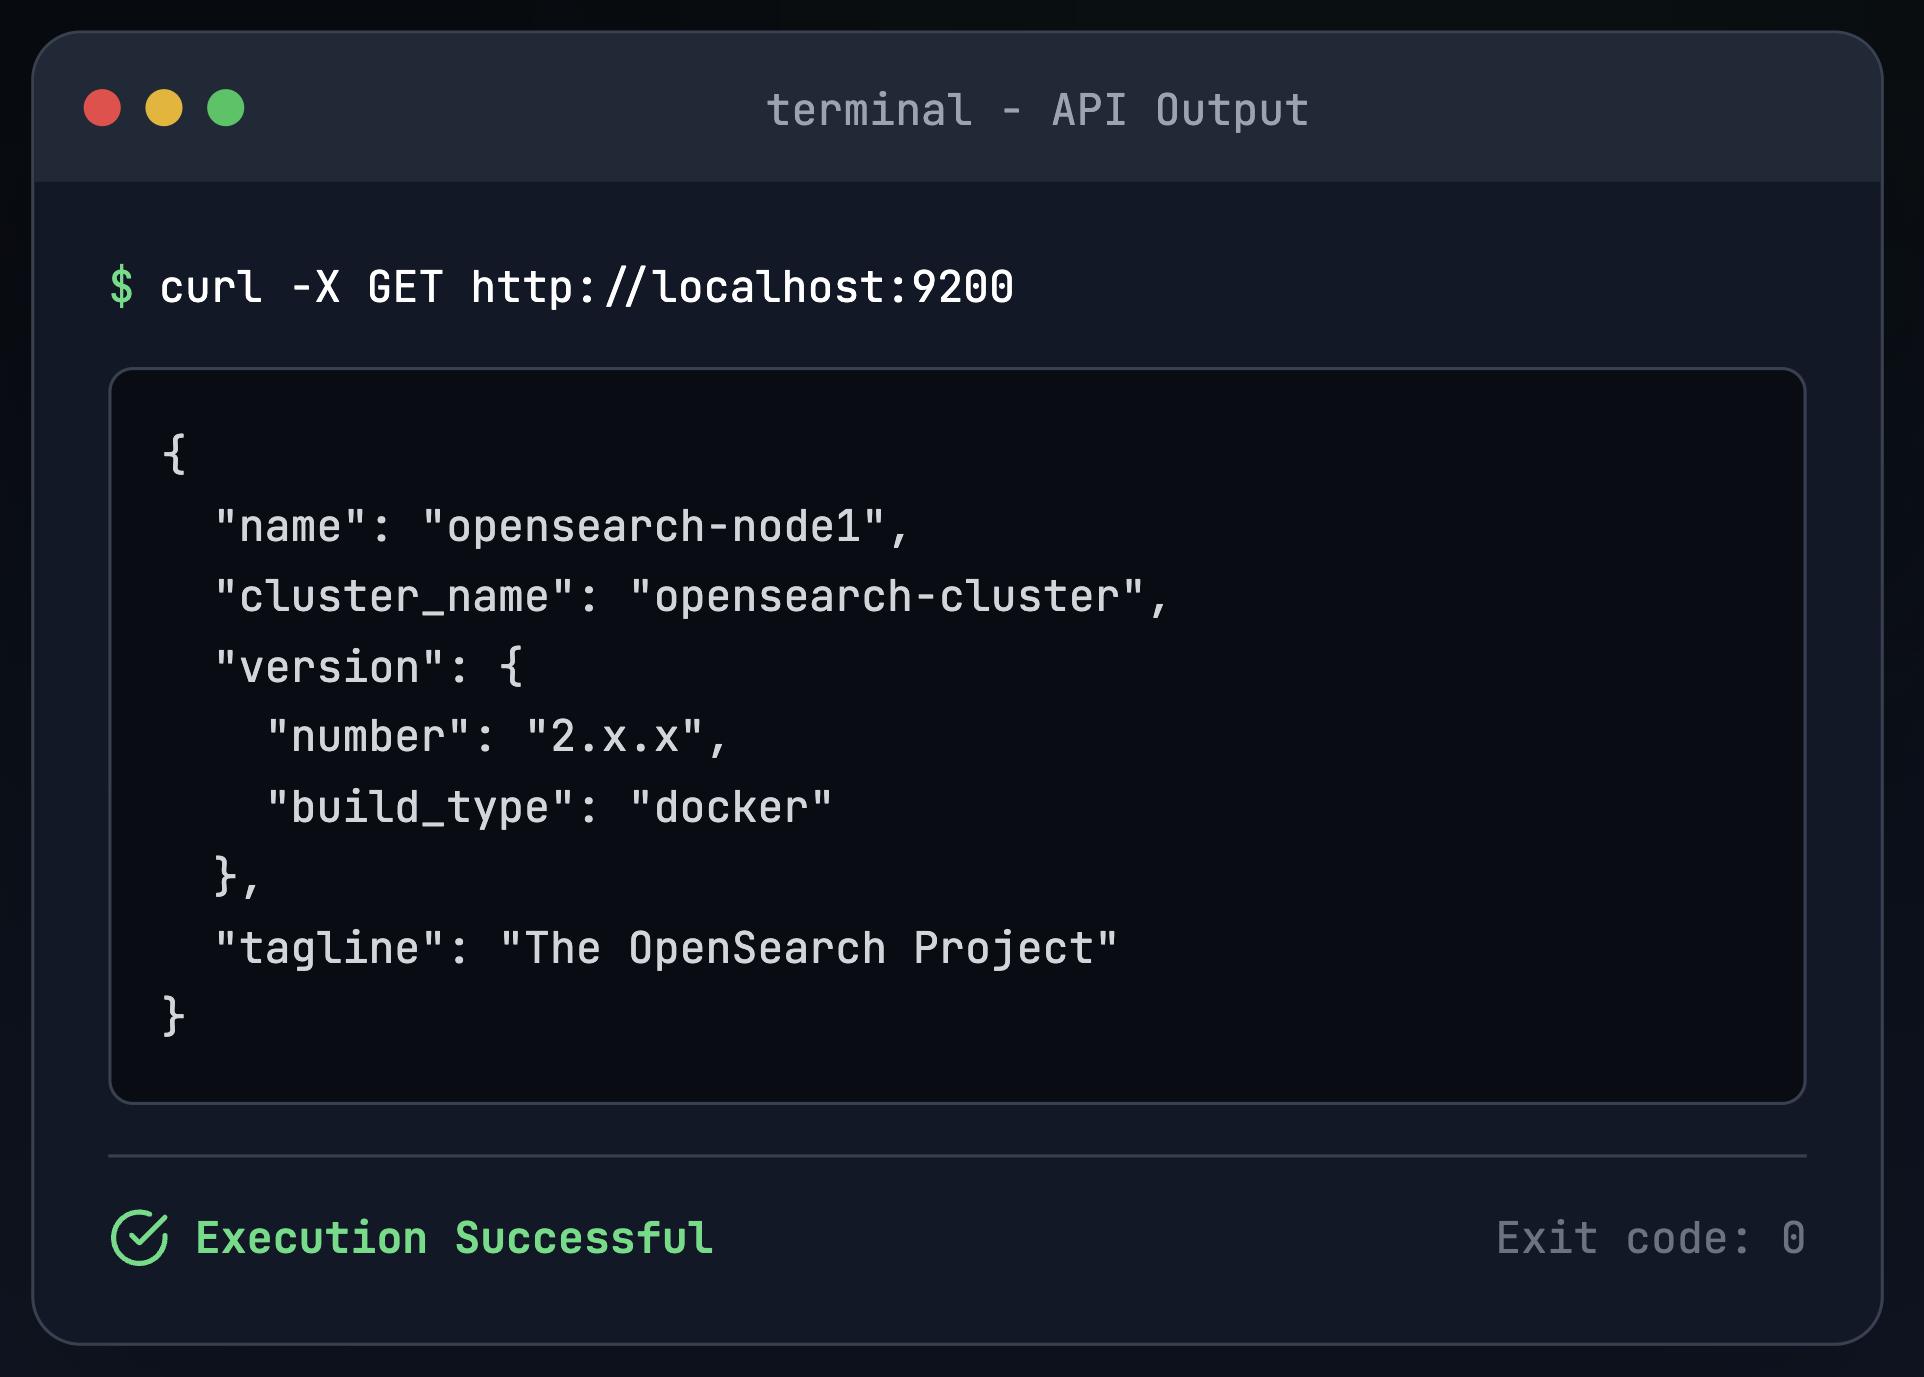 terminal - API Output
$ curl -X GET http://localhost:9200
{
  "name": "opensearch-node1",
  "cluster_name": "opensearch-cluster",
  "version": {
    "number": "2.x.x",
    "build_type": "docker"
  },
  "tagline": "The OpenSearch Project"
}
Execution Successful
Exit code: 0